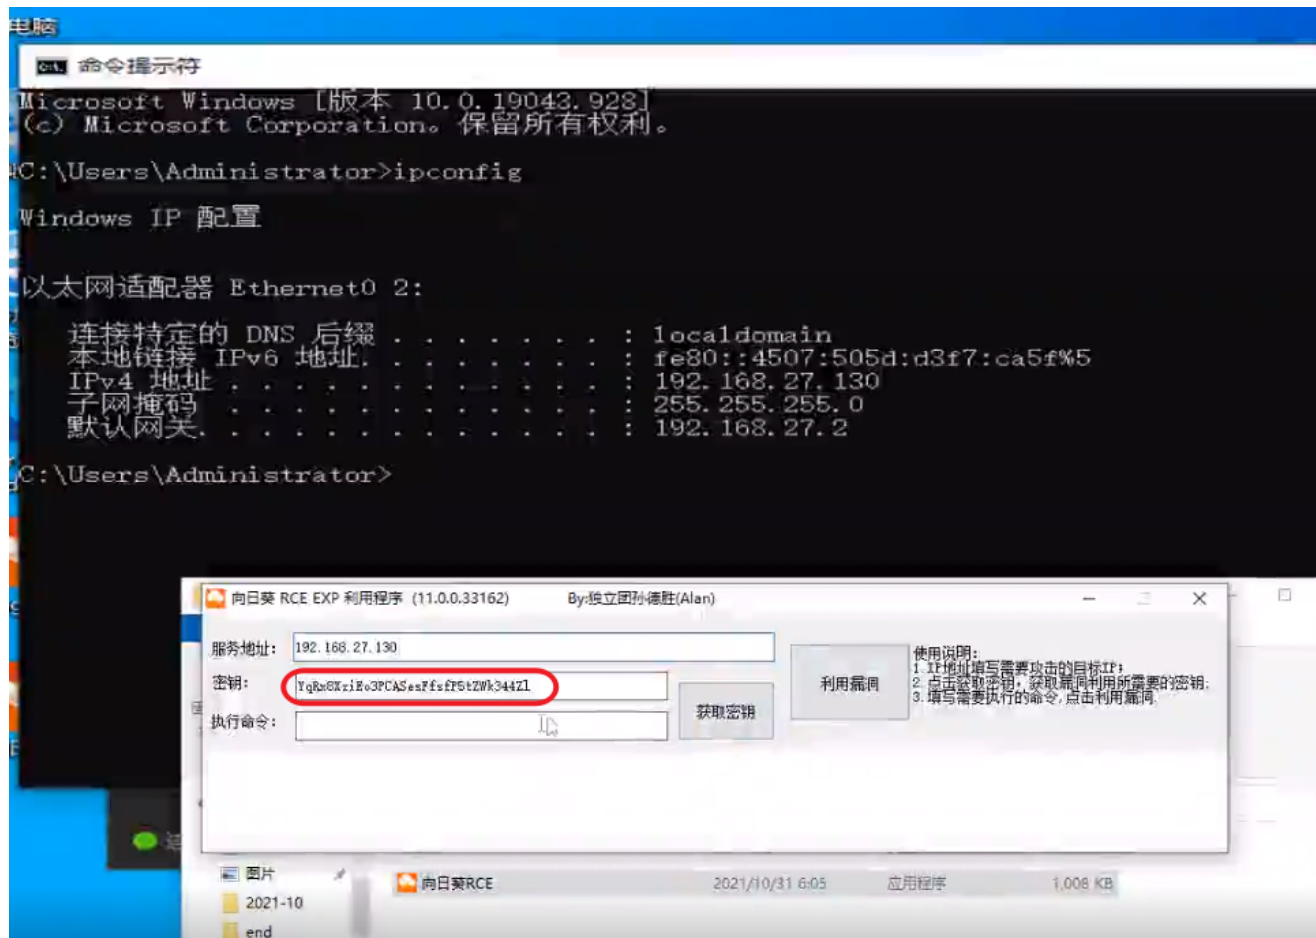 电脑
命令提示符
Microsoft Windows [版本 10.0.19043.928]
(c) Microsoft Corporation。保留所有权利。
C:\Users\Administrator>ipconfig
Windows IP 配置
以太网适配器 Ethernet0 2:
连接特定的 DNS 后缀 . . . . . . . : localdomain
本地链接 IPv6 地址. . . . . . . . : fe80::4507:505d:d3f7:ca5f%5
IPv4 地址 . . . . . . . . . . . . : 192.168.27.130
子网掩码 . . . . . . . . . . . . : 255.255.255.0
默认网关. . . . . . . . . . . . . : 192.168.27.2
C:\Users\Administrator>
向日葵 RCE EXP 利用程序 (11.0.0.33162) By:独立团孙德胜(Alan)
服务地址: 192.168.27.130
密钥: YqRx8XriEo3PCASesFfsfP5tZWk344Zl
获取密钥
执行命令:
利用漏洞
使用说明:
1.IP地址填写需要攻击的目标IP;
2.点击获取密钥，获取漏洞利用所需要的密钥;
3.填写需要执行的命令,点击利用漏洞.
图片
向日葵RCE 2021/10/31 6:05 应用程序 1,008 KB
2021-10
end